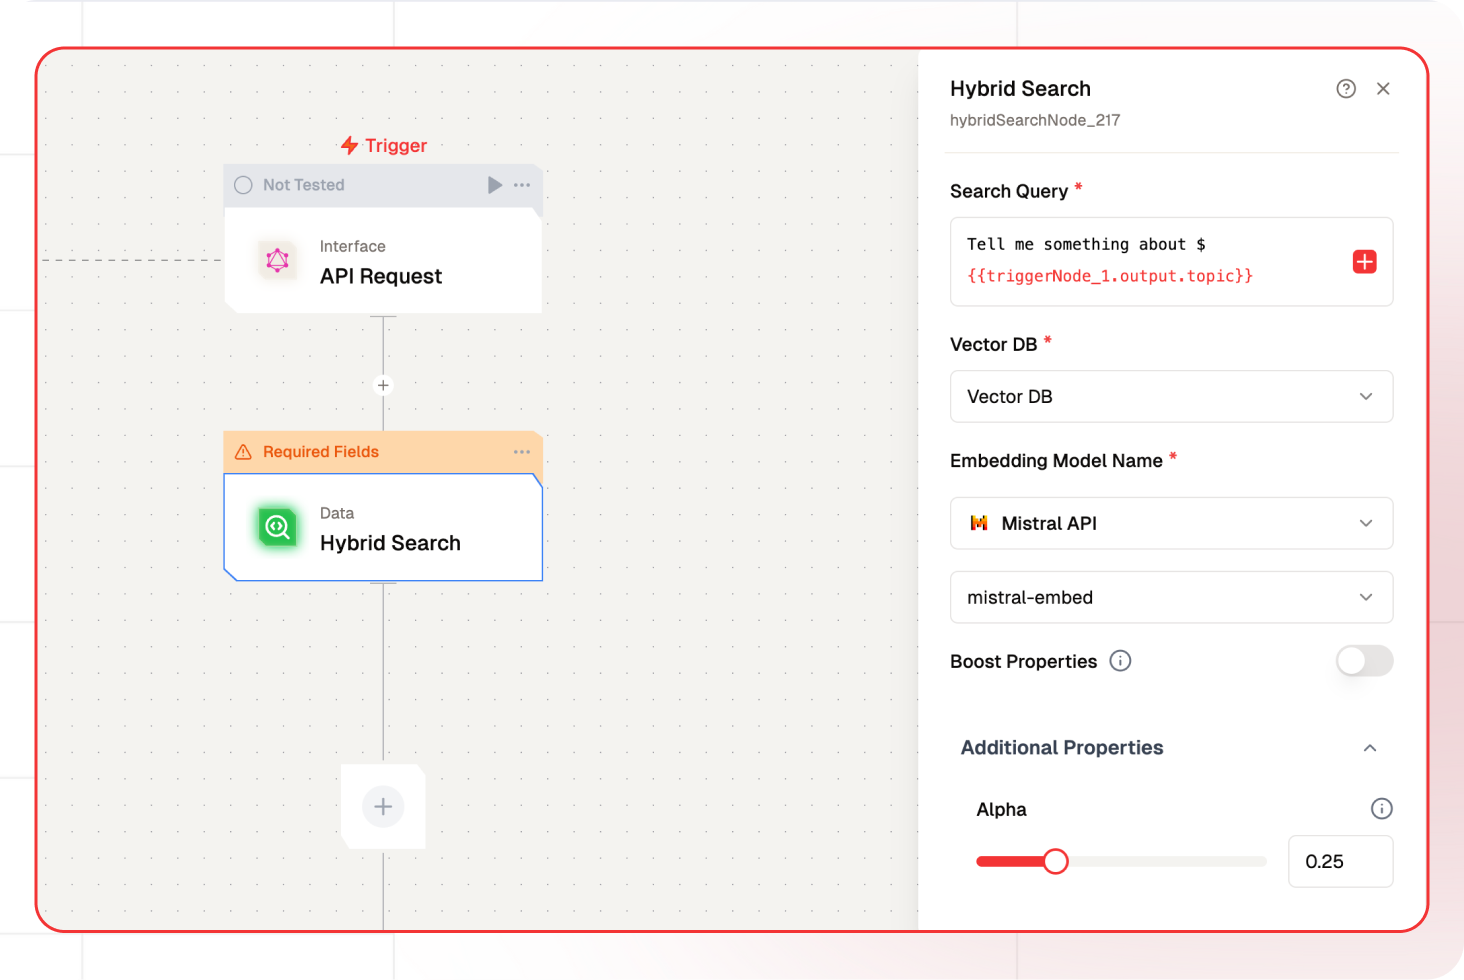 Trigger
Not Tested
Interface
API Request
Required Fields
Data
Hybrid Search
Hybrid Search
hybridSearchNode_217
Search Query *
Tell me something about $
{{triggerNode_1.output.topic}}
Vector DB *
Vector DB
Embedding Model Name *
Mistral API
mistral-embed
Boost Properties
Additional Properties
Alpha
0.25